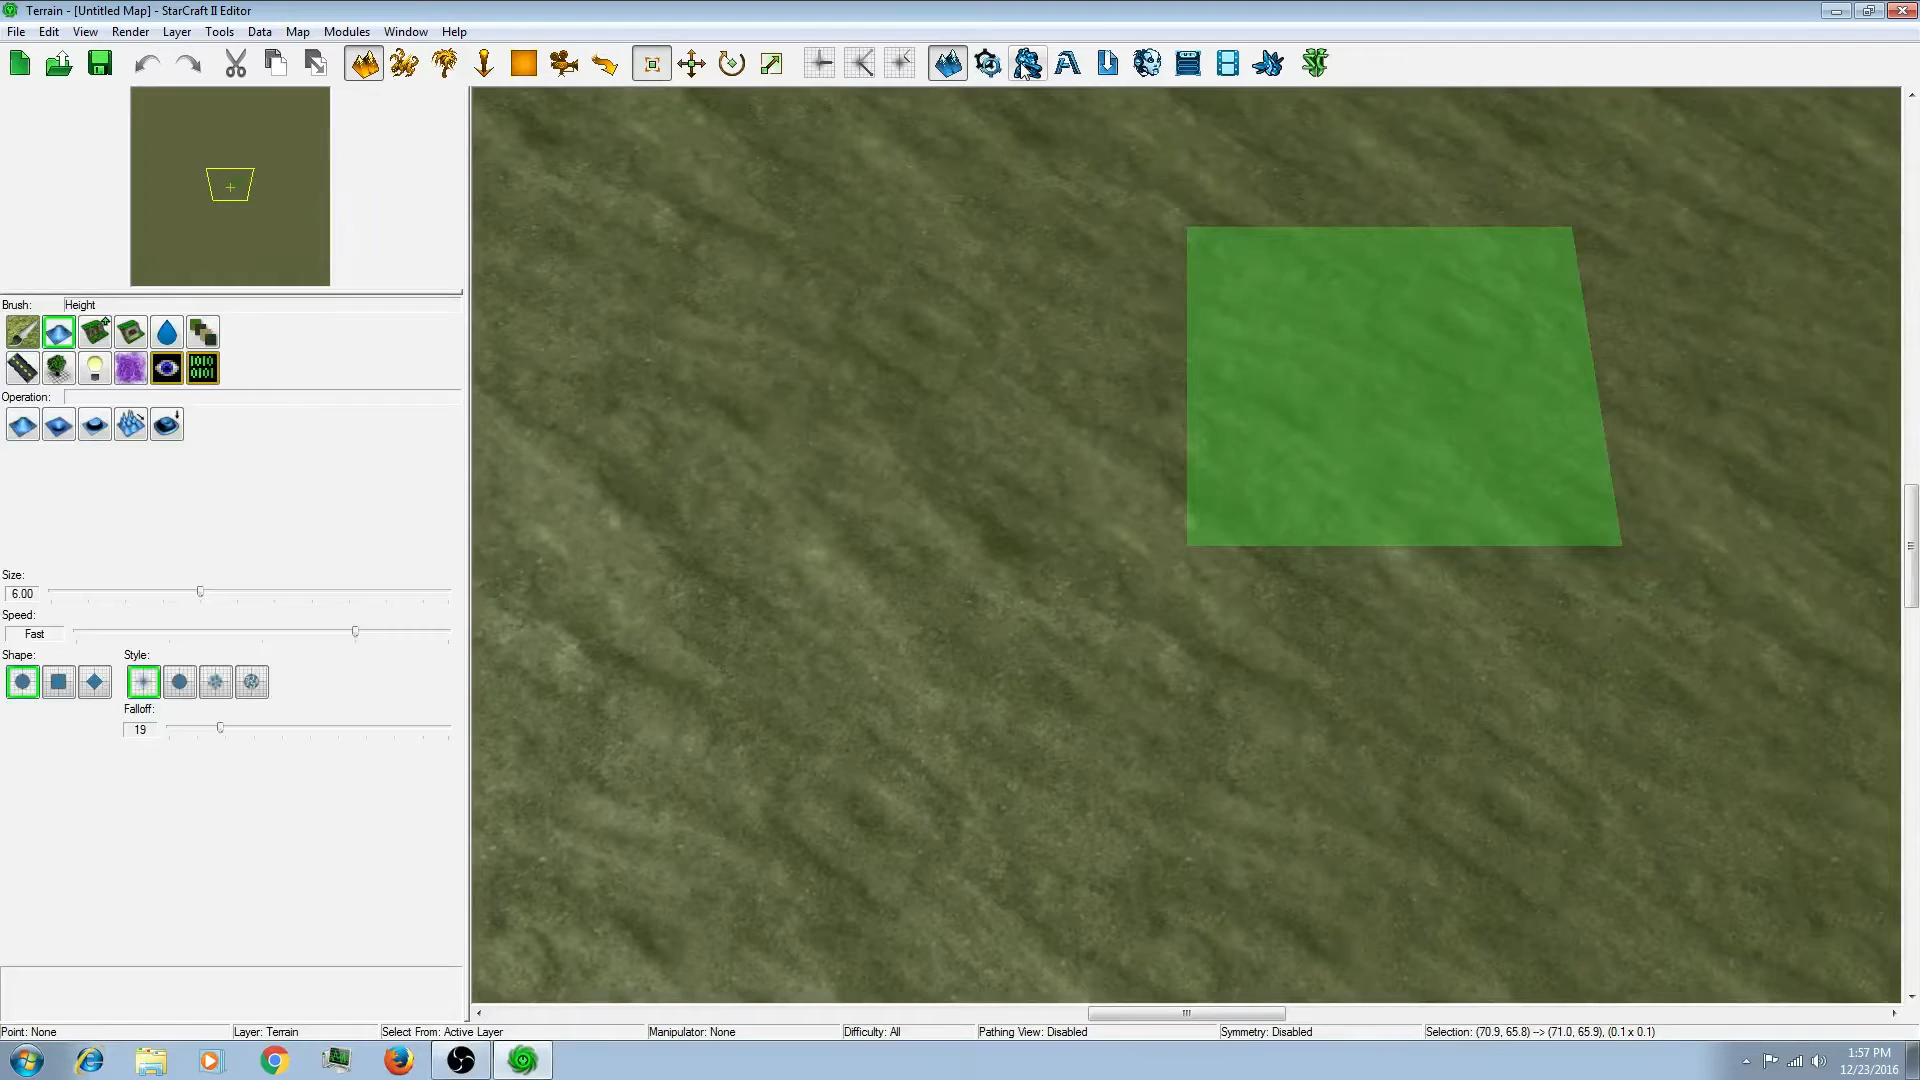 Terrain - [Untitled Map] - StarCraft II Editor
File Edit View Render Layer Tools Data Map Modules Window Help
Brush: Height
1010
0101
Operation:
Size:
6.00
Speed:
Fast
Shape: Style:
Falloff:
19
Point: None Layer: Terrain Select From: Active Layer Manipulator: None Difficulty: All Pathing View: Disabled Symmetry: Disabled Selection: (70.9, 65.8) --> (71.0, 65.9), (0.1 x 0.1)
1:57 PM
12/23/2016